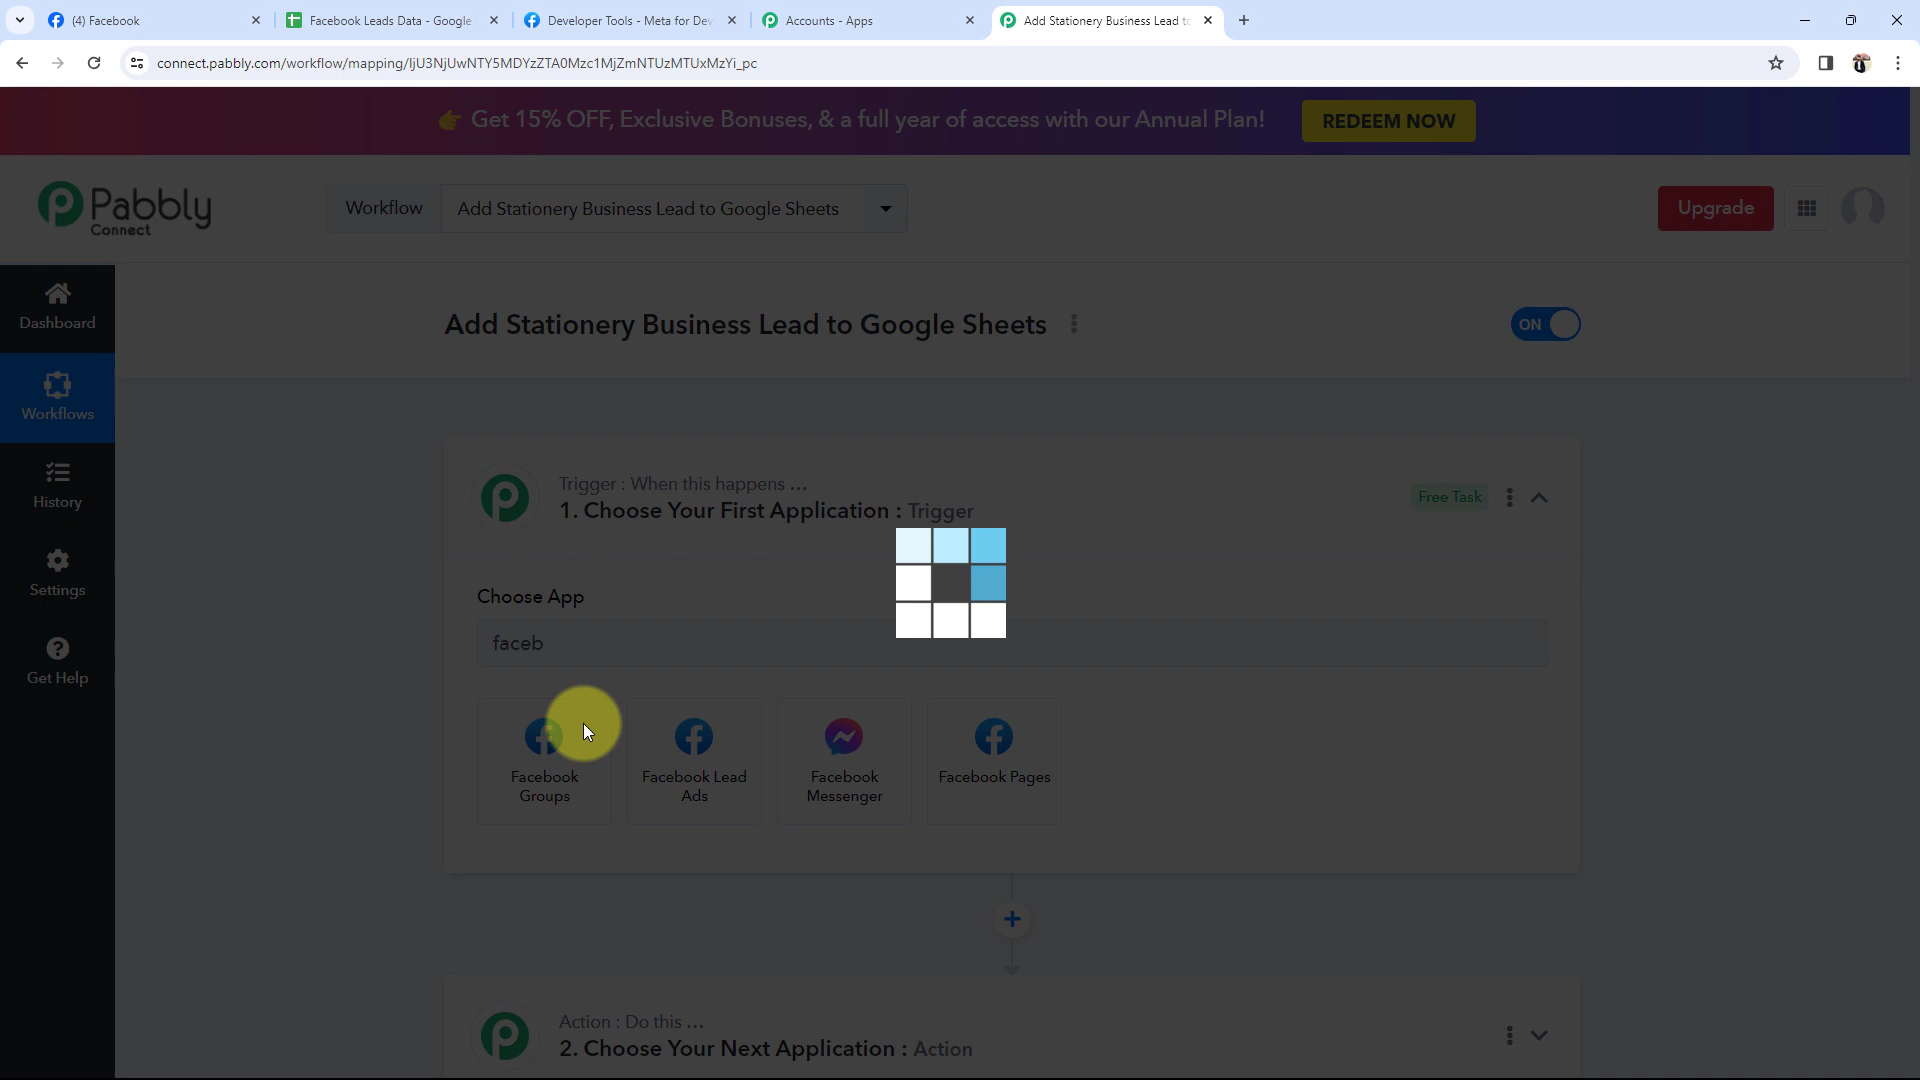 (4) Facebook
Facebook Leads Data - Google
Developer Tools - Meta for Dev
Accounts - Apps
Add Stationery Business Lead to
connect.pabbly.com/workflow/mapping/IjU3NjUwNTY5MDYzZTA0Mzc1MjZmNTUzMTUxMzYi_pc
👉 Get 15% OFF, Exclusive Bonuses, & a full year of access with our Annual Plan!
REDEEM NOW
Pabbly
Connect
Workflow
Add Stationery Business Lead to Google Sheets
Upgrade
Dashboard
Workflows
History
Settings
Get Help
Add Stationery Business Lead to Google Sheets
ON
Trigger : When this happens ...
1. Choose Your First Application : Trigger
Free Task
Choose App
faceb
Facebook
Groups
Facebook Lead
Ads
Facebook
Messenger
Facebook Pages
Action : Do this ...
2. Choose Your Next Application : Action